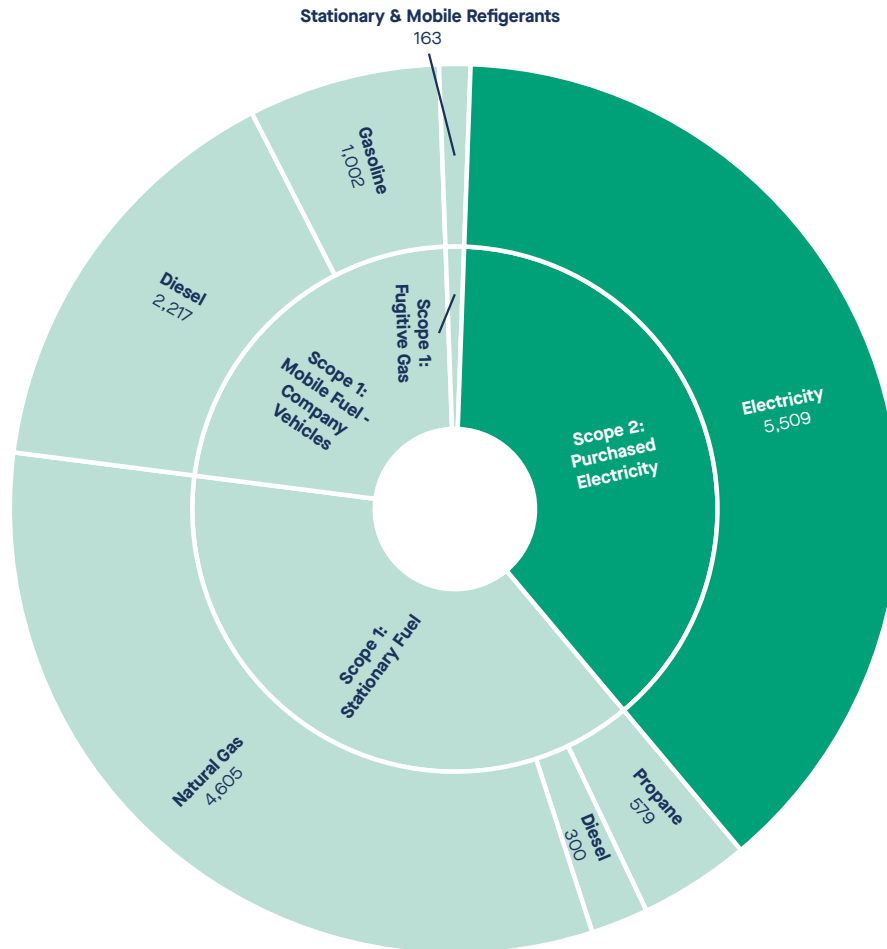 Stationary & Mobile Refigerants
163
Gasoline
1,002
Diesel
2,217
Scope 1:
Fugitive Gas
Scope 1:
Mobile Fuel -
Company
Vehicles
Electricity
5,509
Scope 2:
Purchased
Electricity
Scope 1:
Stationary Fuel
Natural Gas
4,605
Diesel
300
Propane
579